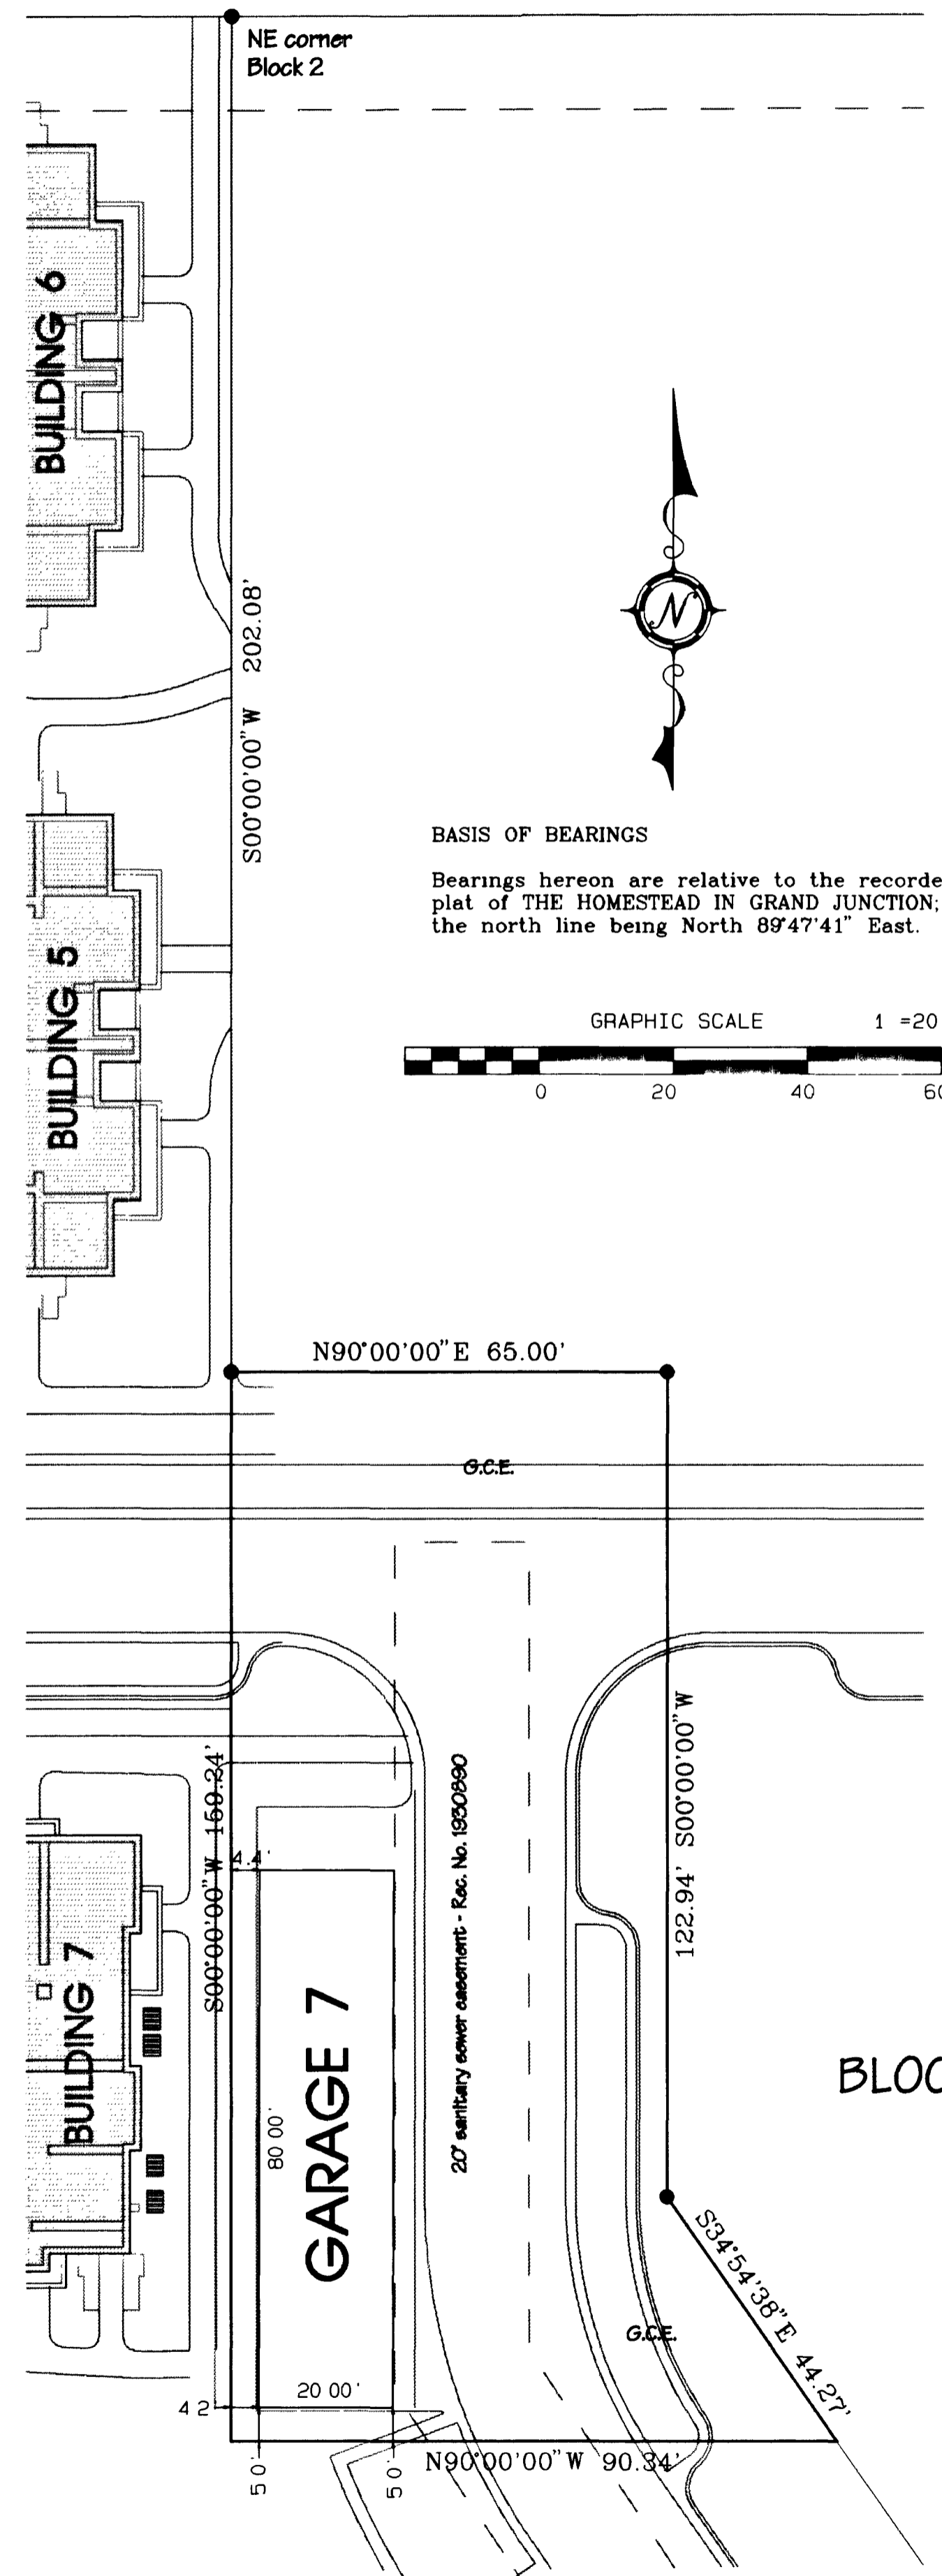 NE corner
Block 2
BUILDING 6
S00°00'00"W 202.08'
N
BASIS OF BEARINGS
Bearings hereon are relative to the recorde
plat of THE HOMESTEAD IN GRAND JUNCTION;
the north line being North 89°47'41" East.
GRAPHIC SCALE 1 =20
0 20 40 60
BUILDING 5
N90°00'00"E 65.00'
G.C.E.
S00°00'00"W 159.24'
4.4'
20' sanitary sewer easement - Rec. No. 1930890
122.94' S00°00'00"W
BUILDING 7
GARAGE 7
80 00'
BLOC
S34°54'38"E 44.27'
G.C.E.
20 00'
4 2
N90°00'00"W 90.34'
5 0'
5 0'